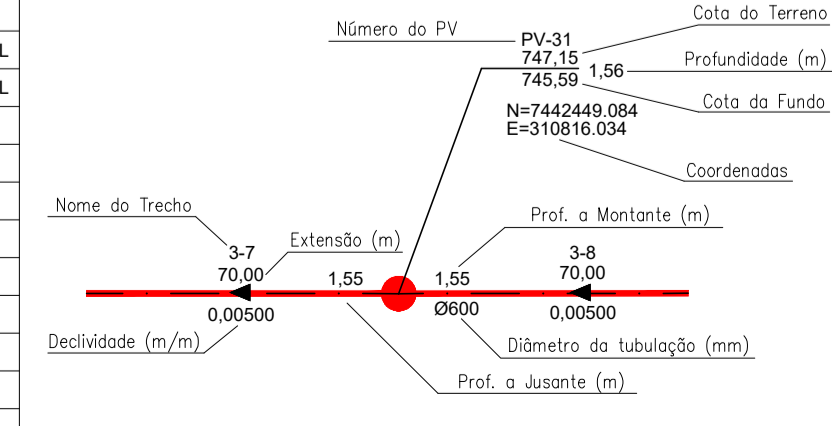 Cota do Terreno
Número do PV
PV-31
747,15
L
1,56
Profundidade (m)
745,59
L
Cota da Fundo
N=7442449.084
E=310816.034
Coordenadas
Nome do Trecho
Prof. a Montante (m)
Extensão (m)
3-7
3-8
70,00
1,55
1,55
70,00
0,00500
Ø600
0,00500
Declividade (m/m)
Diâmetro da tubulação (mm)
Prof. a Jusante (m)